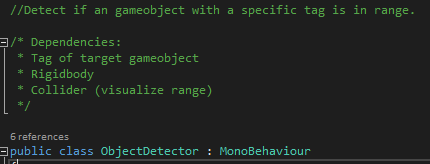 //Detect if an gameobject with a specific tag is in range.
/* Dependencies:
* Tag of target gameobject
* Rigidbody
* Collider (visualize range)
*/
6 references
public class ObjectDetector : MonoBehaviour